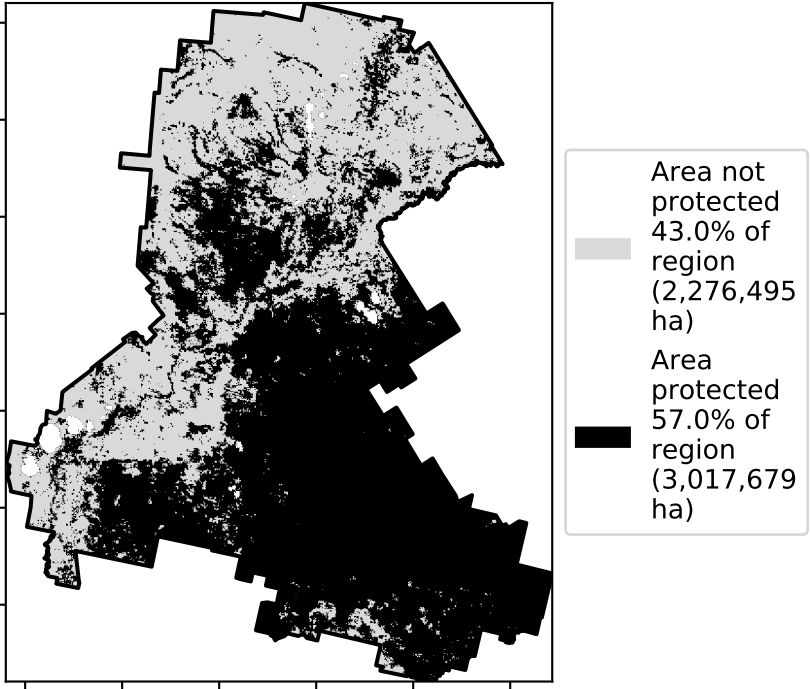 Area not
protected
43.0% of
region
(2,276,495
ha)
Area
protected
57.0% of
region
(3,017,679
ha)